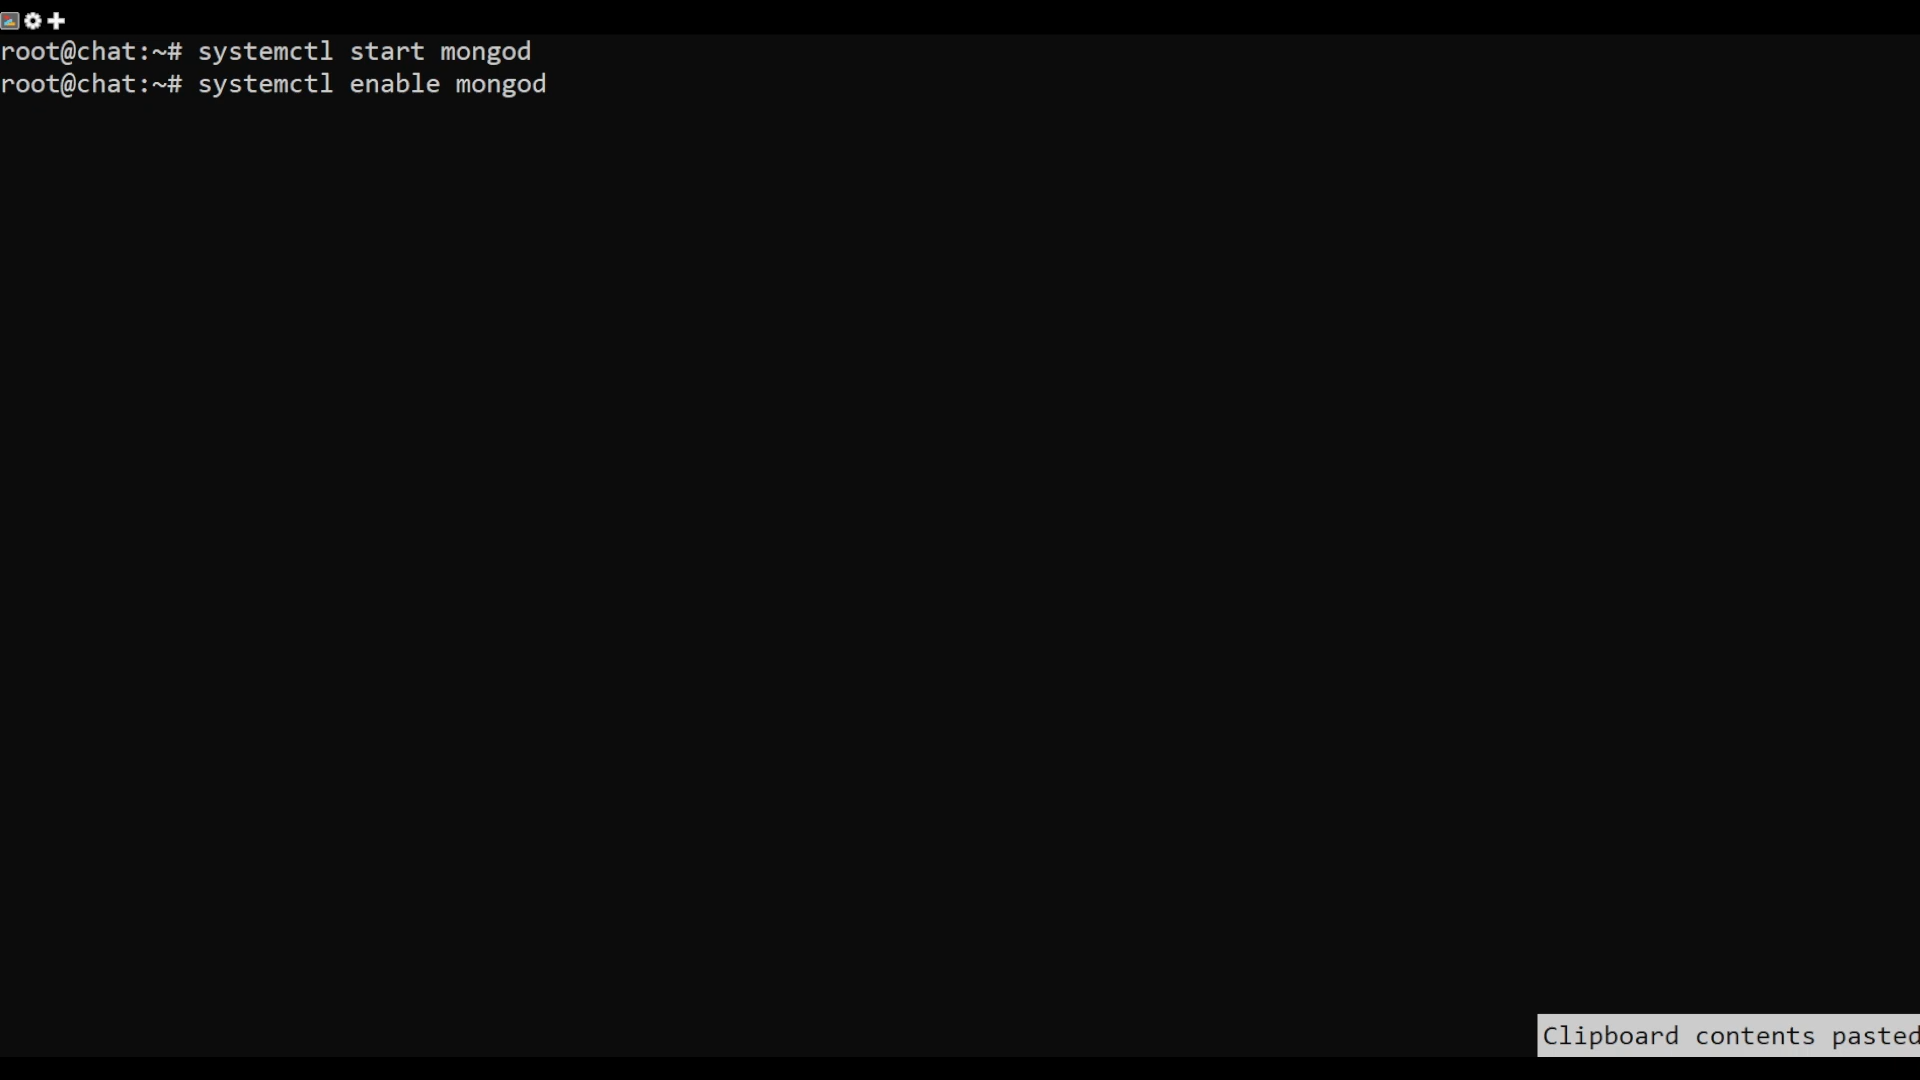 root@chat:~# systemctl start mongod
root@chat:~# systemctl enable mongod
Clipboard contents pasted